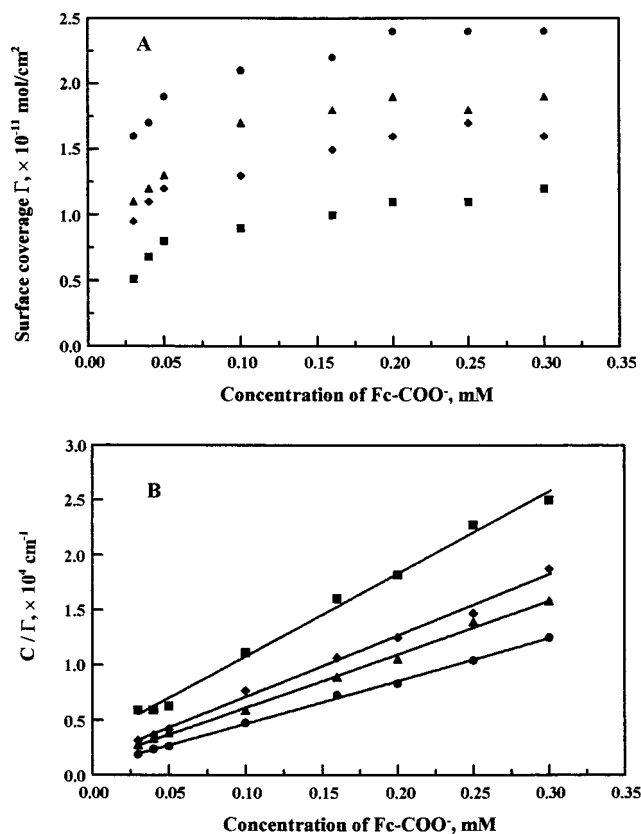 A
2.5
2.0
1.5
1.0
0.5
0.0
Surface coverage Γ, × 10⁻¹¹ mol/cm²
0.00 0.05 0.10 0.15 0.20 0.25 0.30 0.35
Concentration of Fc-COO⁻, mM
B
3.0
2.5
2.0
1.5
1.0
0.5
0.0
C / Γ, × 10⁴ cm⁻¹
0.00 0.05 0.10 0.15 0.20 0.25 0.30 0.35
Concentration of Fc-COO⁻, mM